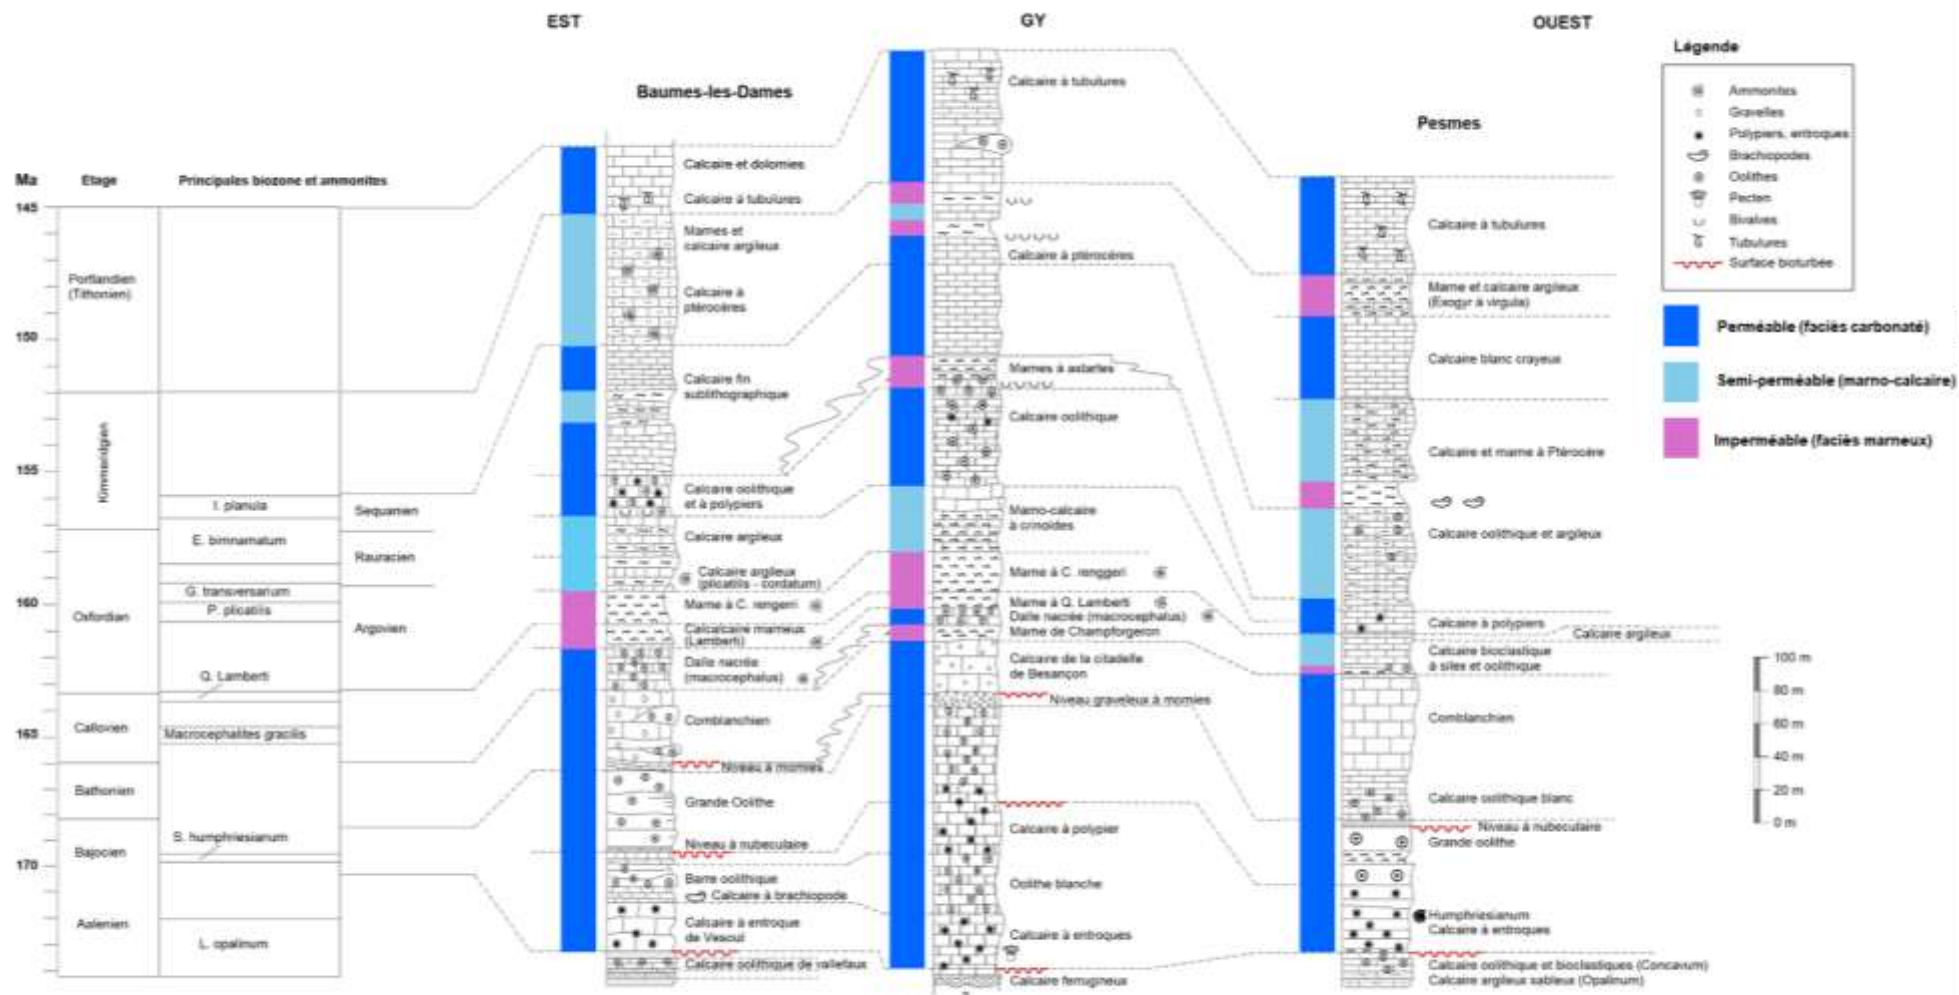 EST
GY
OUEST
Baumes-les-Dames
Pesmes
Ma
Etage
Principales biozone et ammonites
145
150
155
160
165
170
Portlandien
(Tithonien)
Kimmeridgien
Oxfordian
Callovien
Bathonien
Bajocien
Aalenien
I. planula
E. bimnamatum
G. transversarium
P. plicatilis
Q. Lamberti
Macrocephalites gracilis
S. humphriesianum
L. opalinum
Sequanien
Rauracien
Argovien
Calcaire et dolomies
Calcaire à tubulures
Marnes et
calcaire argileux
Calcaire à
ptérocères
Calcaire fin
sublithographique
Calcaire oolithique
et à polypiers
Calcaire argileux
Calcaire argileux
(plicatilis - cordatum)
Marne à C. rengerii
Calcalcaire marneux
(Lamberti)
Dalle nacrée
(macrocephalus)
Comblanchien
Niveau à momies
Grande Oolithe
Niveau à nubeculaire
Barre oolithique
Calcaire à brachiopode
Calcaire à entroque
de Vesoul
Calcaire oolithique de vallefaux
Calcaire à tubulures
Calcaire à ptérocères
Marnes à astartes
Calcaire oolithique
Marno-calcaire
à crinoides
Marne à C. renggeri
Marne à Q. Lamberti
Dalle nacrée (macrocephalus)
Marne de Champforgeron
Calcaire de la citadelle
de Besançon
Niveau graveleux à momies
Calcaire à polypier
Oolithe blanche
Calcaire à entroques
Calcaire ferrugineux
Calcaire à tubulures
Marne et calcaire argileux
(Exogyr à virgula)
Calcaire blanc crayeux
Calcaire et marne à Ptérocère
Calcaire oolithique et argileux
Calcaire à polypiers
Calcaire argileux
Calcaire bioclastique
à silex et oolithique
Comblanchien
Calcaire oolithique blanc
Niveau à nubeculaire
Grande oolithe
Humphriesianum
Calcaire à entroques
Calcaire oolithique et bioclastiques (Concavum)
Calcaire argileux sableux (Opalinum)
Légende
Ammonites
Gravelles
Polypiers, entroques
Brachiopodes
Oolithes
Pecten
Bivalves
Tubulures
Surface bioturbée
Perméable (faciès carbonaté)
Semi-perméable (marno-calcaire)
Imperméable (faciès marneux)
100 m
80 m
60 m
40 m
20 m
0 m